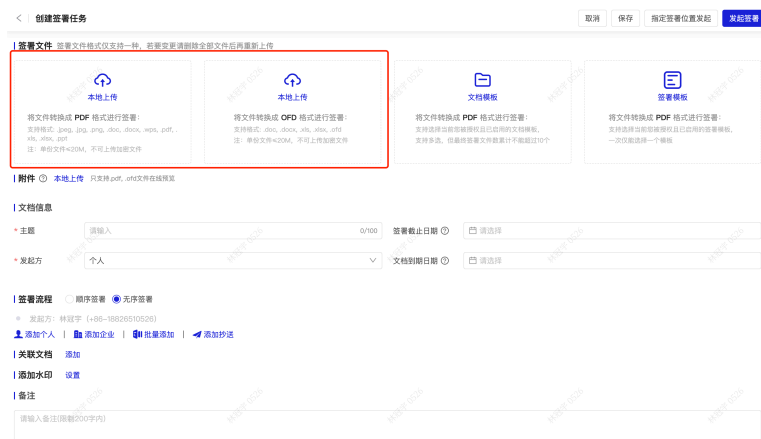 创建签署任务
取消 保存 指定签署位置发起 发起签署
签署文件 签署文件格式仅支持一种，若要变更请删除全部文件后再重新上传
本地上传 本地上传 文档模板 签署模板
将文件转换成 PDF 格式进行签署： 将文件转换成 OFD 格式进行签署： 将文件转换成 PDF 格式进行签署： 将文件转换成 PDF 格式进行签署：
支持格式: .jpeg, .jpg, .png, .doc, .docx, .wps, .pdf, . 支持格式: .doc, .docx, .xls, .xlsx, .ofd 支持选择当前您被授权且已启用的文档模板， 支持选择当前您被授权且已启用的签署模板，
xls, .xlsx, .ppt 注：单份文件≤20M，不可上传加密文件 支持多选，但最终签署文件数累计不能超过10个 一次仅能选择一个模板
注：单份文件≤20M，不可上传加密文件
附件 本地上传 只支持.pdf, .ofd文件在线预览
文档信息
* 主题 请输入 0/100 签署截止日期 请选择
* 发起方 个人 文档到期日期 请选择
签署流程 顺序签署 无序签署
发起方：林冠宇（+86-18826510526）
添加个人 | 添加企业 | 批量添加 | 添加抄送
关联文档 添加
添加水印 设置
备注
请输入备注(限制200字内)
林冠宇 0526